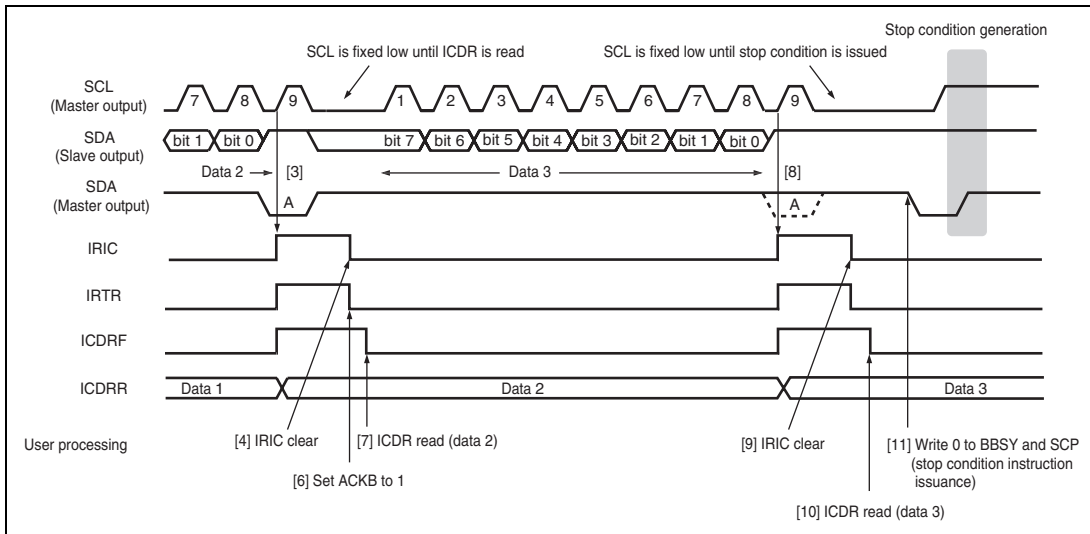 Stop condition generation
SCL is fixed low until ICDR is read
SCL is fixed low until stop condition is issued
SCL
(Master output)
7 8 9 1 2 3 4 5 6 7 8 9
SDA
(Slave output)
bit 1 bit 0 bit 7 bit 6 bit 5 bit 4 bit 3 bit 2 bit 1 bit 0
Data 2 [3] Data 3 [8]
SDA
(Master output)
A A
IRIC
IRTR
ICDRF
ICDRR
Data 1 Data 2 Data 3
User processing
[4] IRIC clear
[7] ICDR read (data 2)
[9] IRIC clear
[11] Write 0 to BBSY and SCP
(stop condition instruction
issuance)
[6] Set ACKB to 1
[10] ICDR read (data 3)